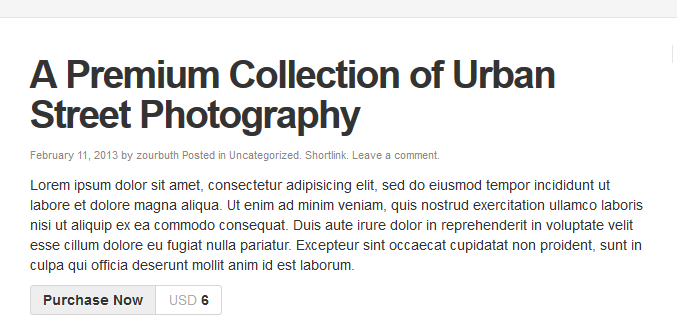 A Premium Collection of Urban
Street Photography
February 11, 2013 by zourbuth Posted in Uncategorized. Shortlink. Leave a comment.
Lorem ipsum dolor sit amet, consectetur adipisicing elit, sed do eiusmod tempor incididunt ut
labore et dolore magna aliqua. Ut enim ad minim veniam, quis nostrud exercitation ullamco laboris
nisi ut aliquip ex ea commodo consequat. Duis aute irure dolor in reprehenderit in voluptate velit
esse cillum dolore eu fugiat nulla pariatur. Excepteur sint occaecat cupidatat non proident, sunt in
culpa qui officia deserunt mollit anim id est laborum.
Purchase Now USD 6